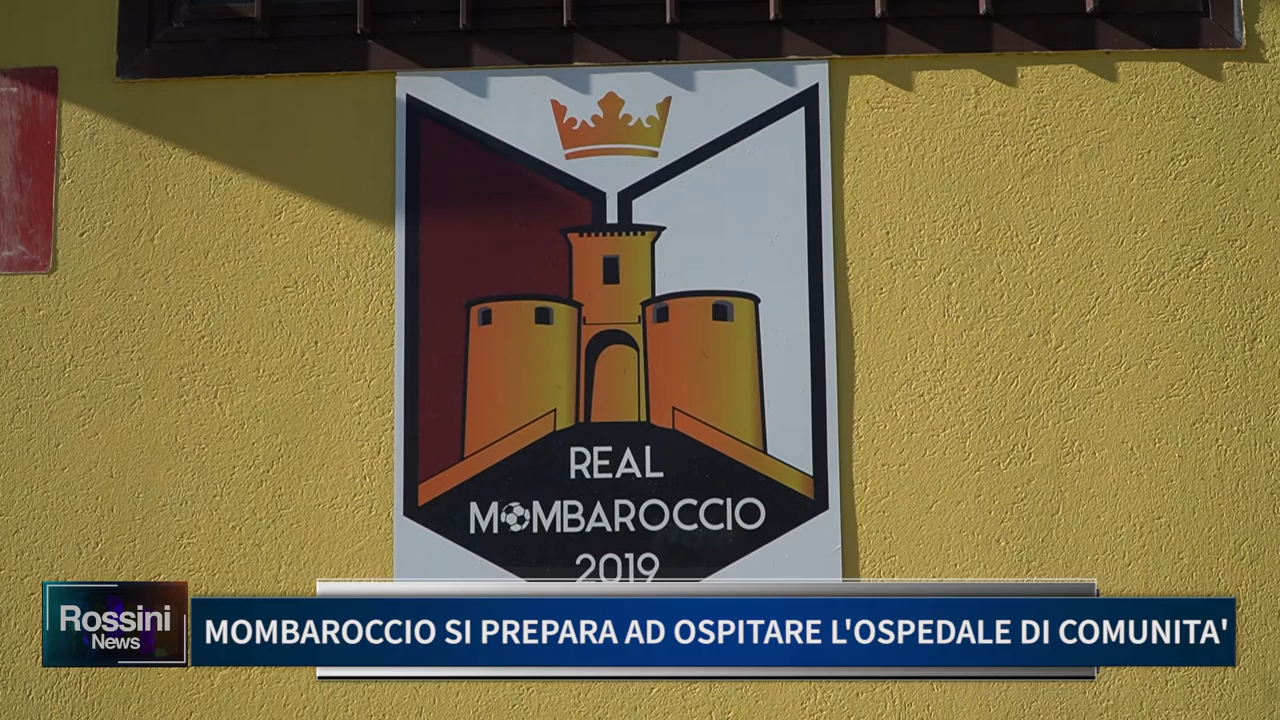 REAL
MOMBAROCCIO
2019
Rossini
News
MOMBAROCCIO SI PREPARA AD OSPITARE L'OSPEDALE DI COMUNITA'